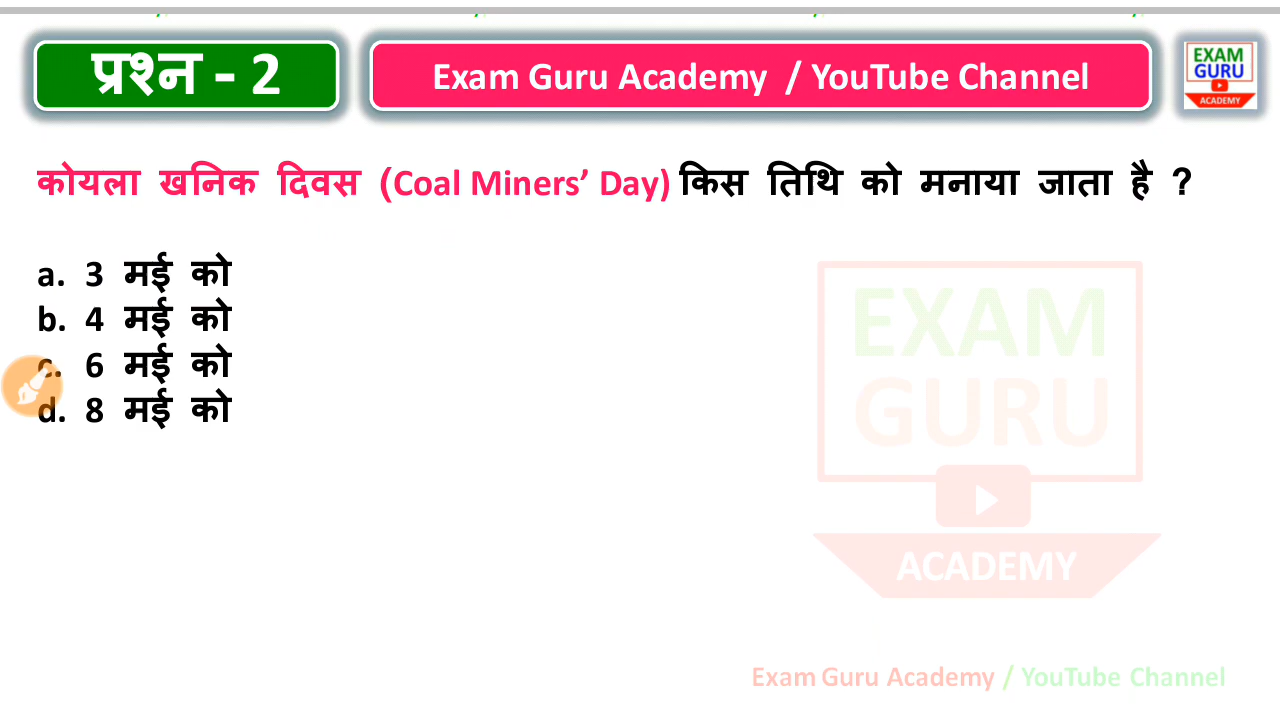 प्रश्न - 2
Exam Guru Academy / YouTube Channel
EXAM
GURU
ACADEMY
कोयला खनिक दिवस (Coal Miners’ Day) किस तिथि को मनाया जाता है ?
a. 3 मई को
b. 4 मई को
c. 6 मई को
d. 8 मई को
EXAM
GURU
ACADEMY
Exam Guru Academy / YouTube Channel